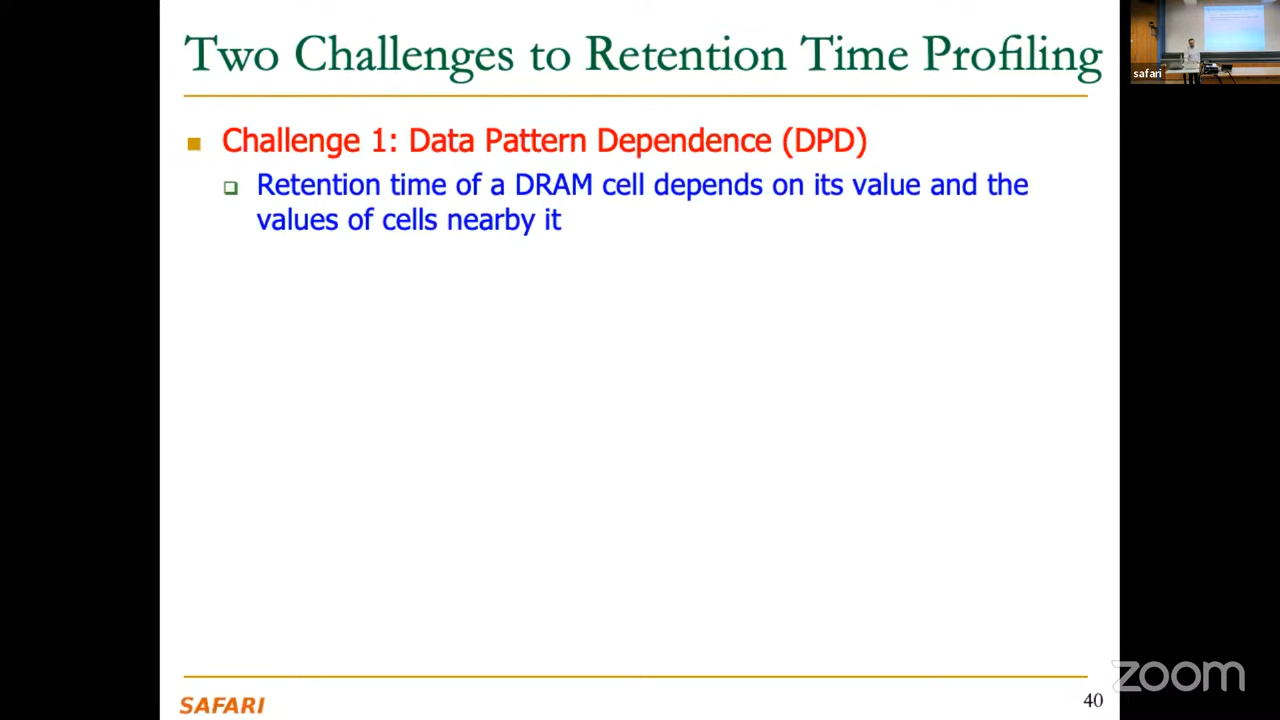 Two Challenges to Retention Time Profiling
Challenge 1: Data Pattern Dependence (DPD)
Retention time of a DRAM cell depends on its value and the
values of cells nearby it
SAFARI
40
safari
zoom